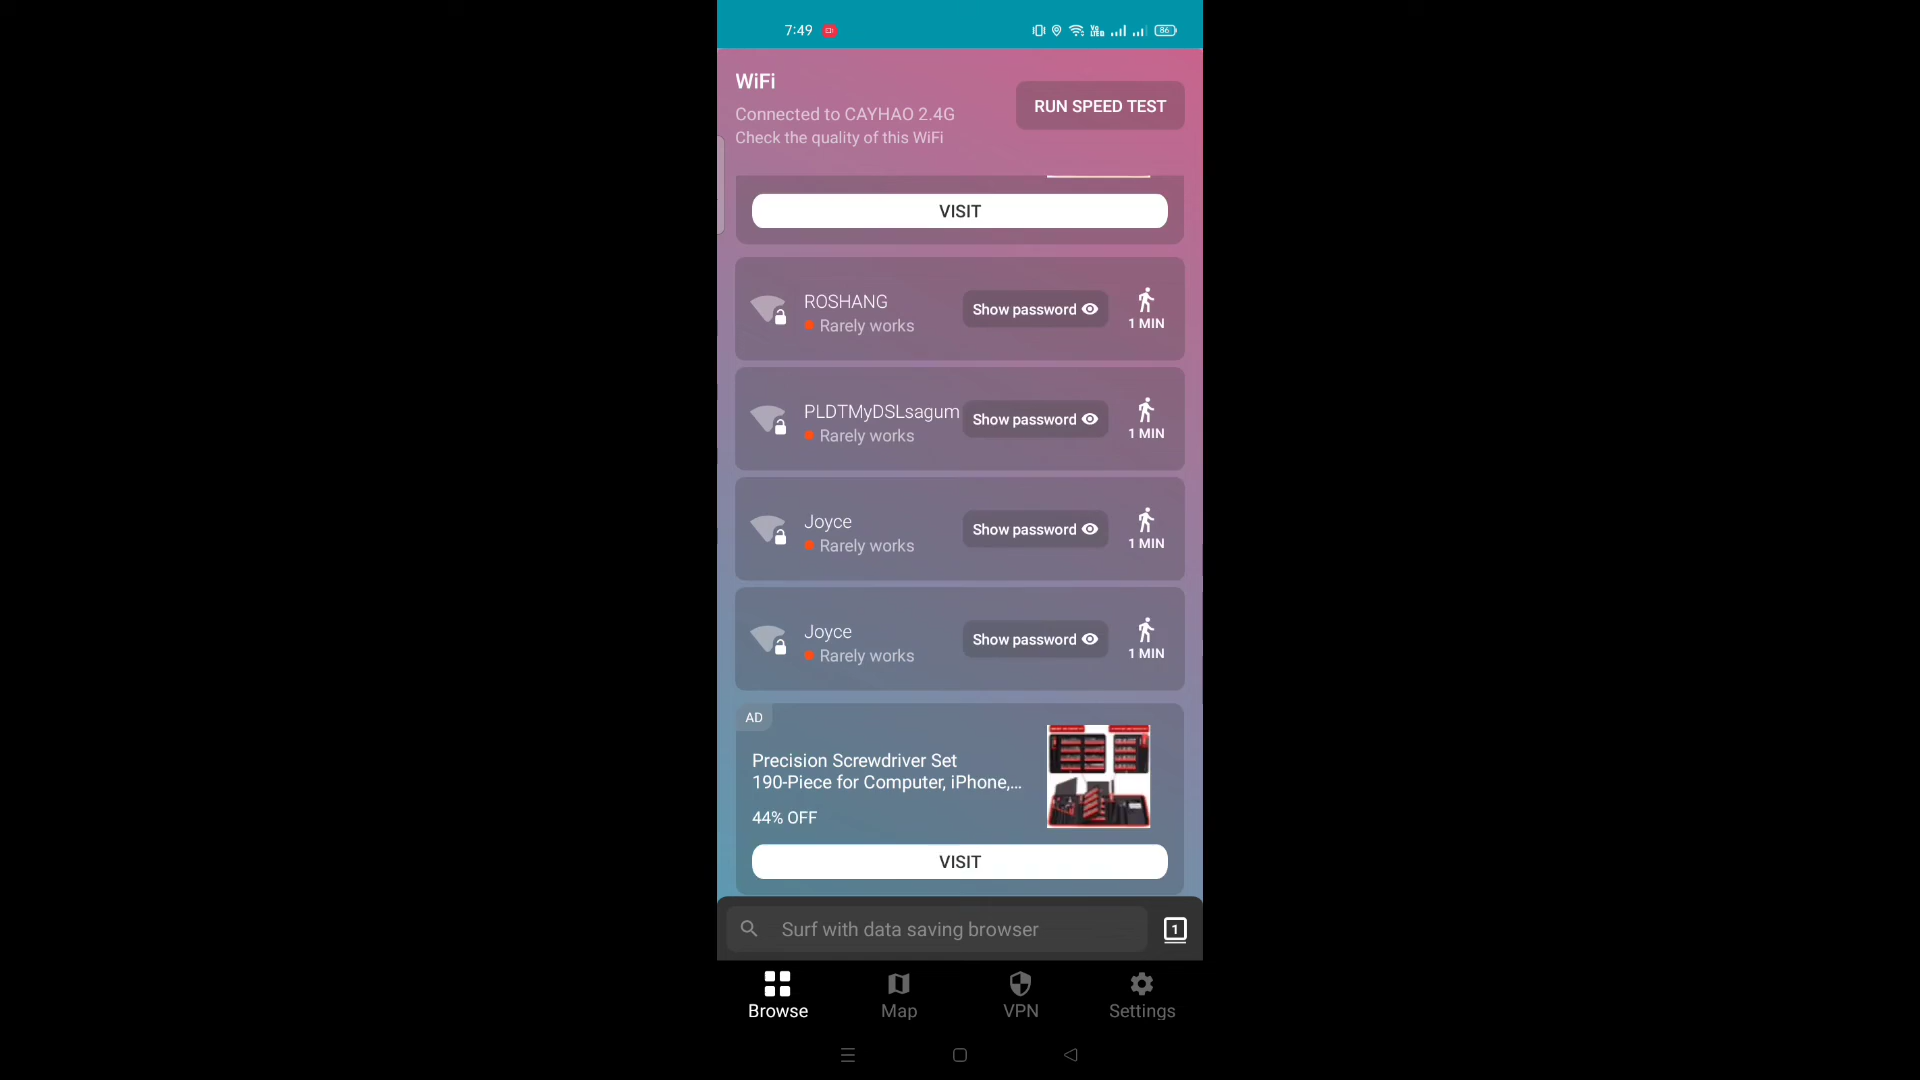 7:49
86
WiFi
Connected to CAYHAO 2.4G
Check the quality of this WiFi
RUN SPEED TEST
VISIT
ROSHANG
Rarely works
Show password
1 MIN
PLDTMyDSLsagum
Rarely works
Show password
1 MIN
Joyce
Rarely works
Show password
1 MIN
Joyce
Rarely works
Show password
1 MIN
AD
Precision Screwdriver Set
190-Piece for Computer, iPhone,...
44% OFF
VISIT
Surf with data saving browser
1
Browse
Map
VPN
Settings